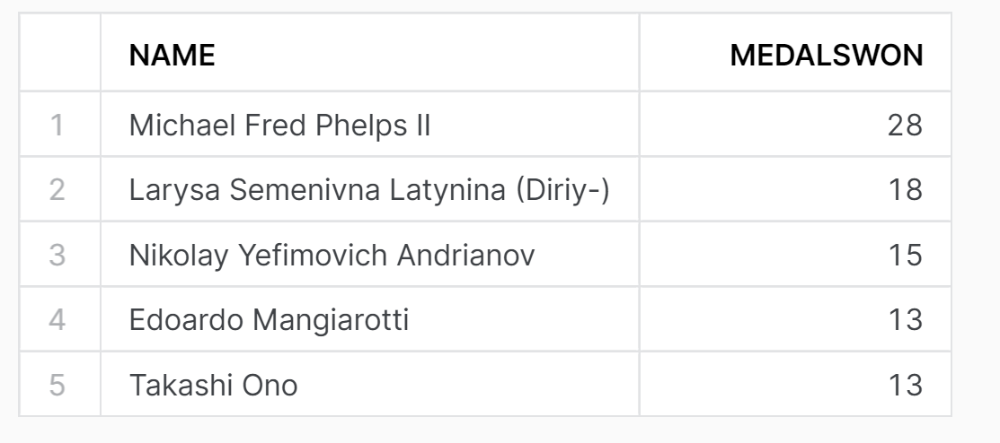 NAME MEDALSWON
1 Michael Fred Phelps II 28
2 Larysa Semenivna Latynina (Diriy-) 18
3 Nikolay Yefimovich Andrianov 15
4 Edoardo Mangiarotti 13
5 Takashi Ono 13